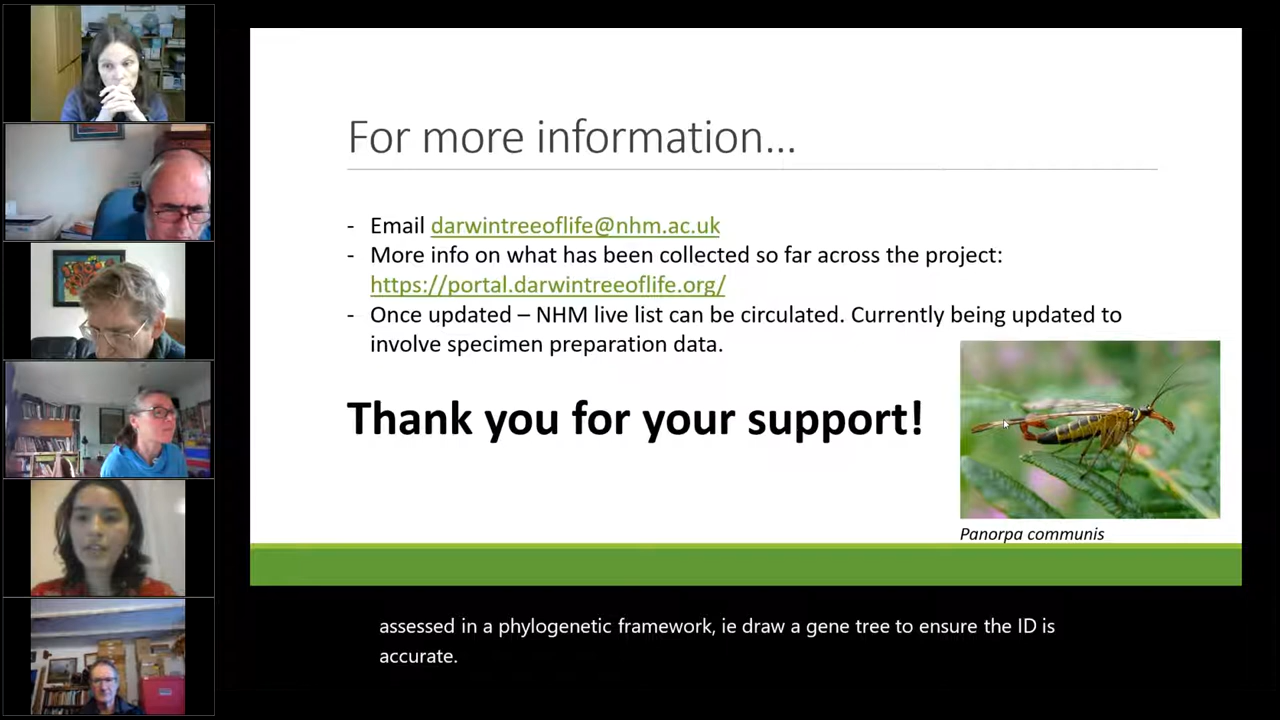 For more information...
- Email darwintreeoflife@nhm.ac.uk
- More info on what has been collected so far across the project:
https://portal.darwintreeoflife.org/
- Once updated – NHM live list can be circulated. Currently being updated to
involve specimen preparation data.
Thank you for your support!
Panorpa communis
assessed in a phylogenetic framework, ie draw a gene tree to ensure the ID is
accurate.